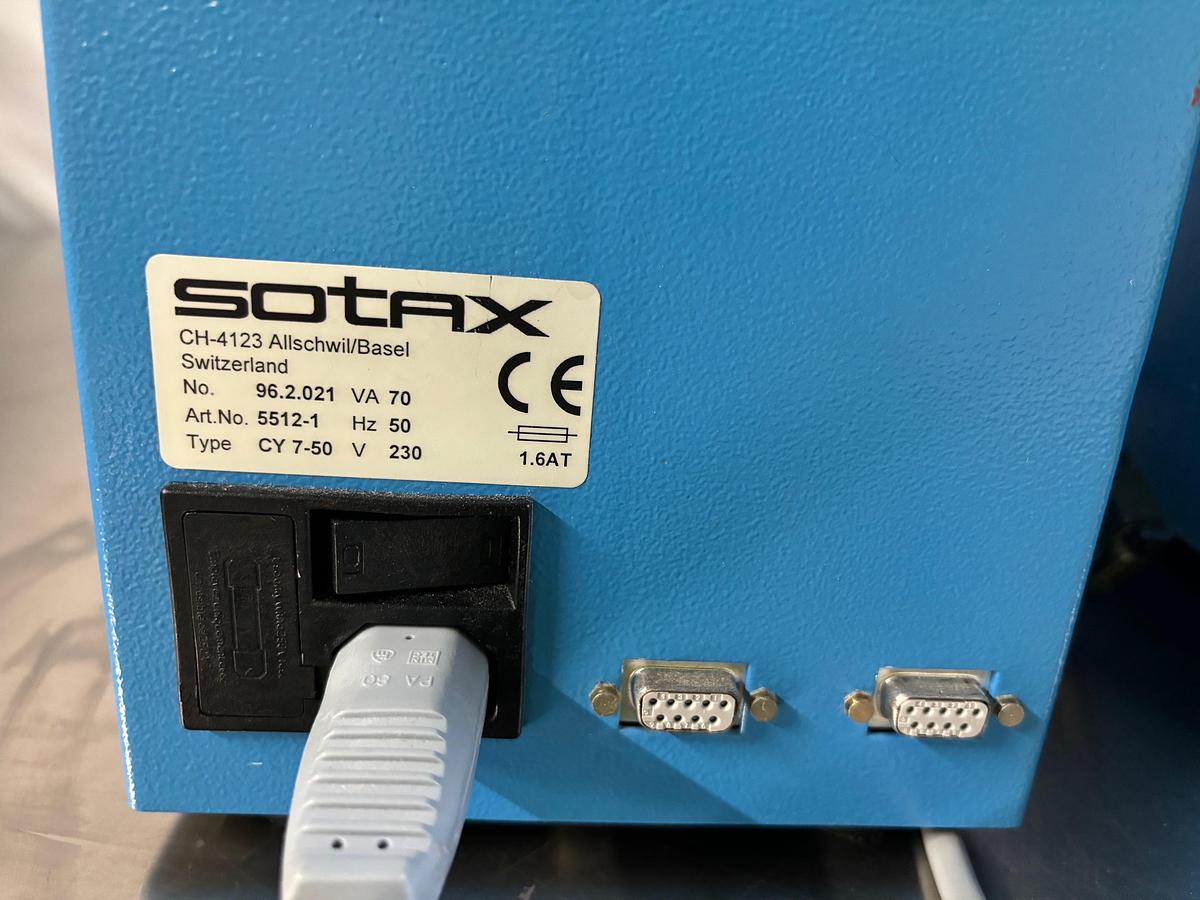 sotax
CH-4123 Allschwil/Basel
Switzerland
No. 96.2.021 VA 70
Art.No. 5512-1 Hz 50
Type CY 7-50 V 230
CE
1.6AT
PA 60